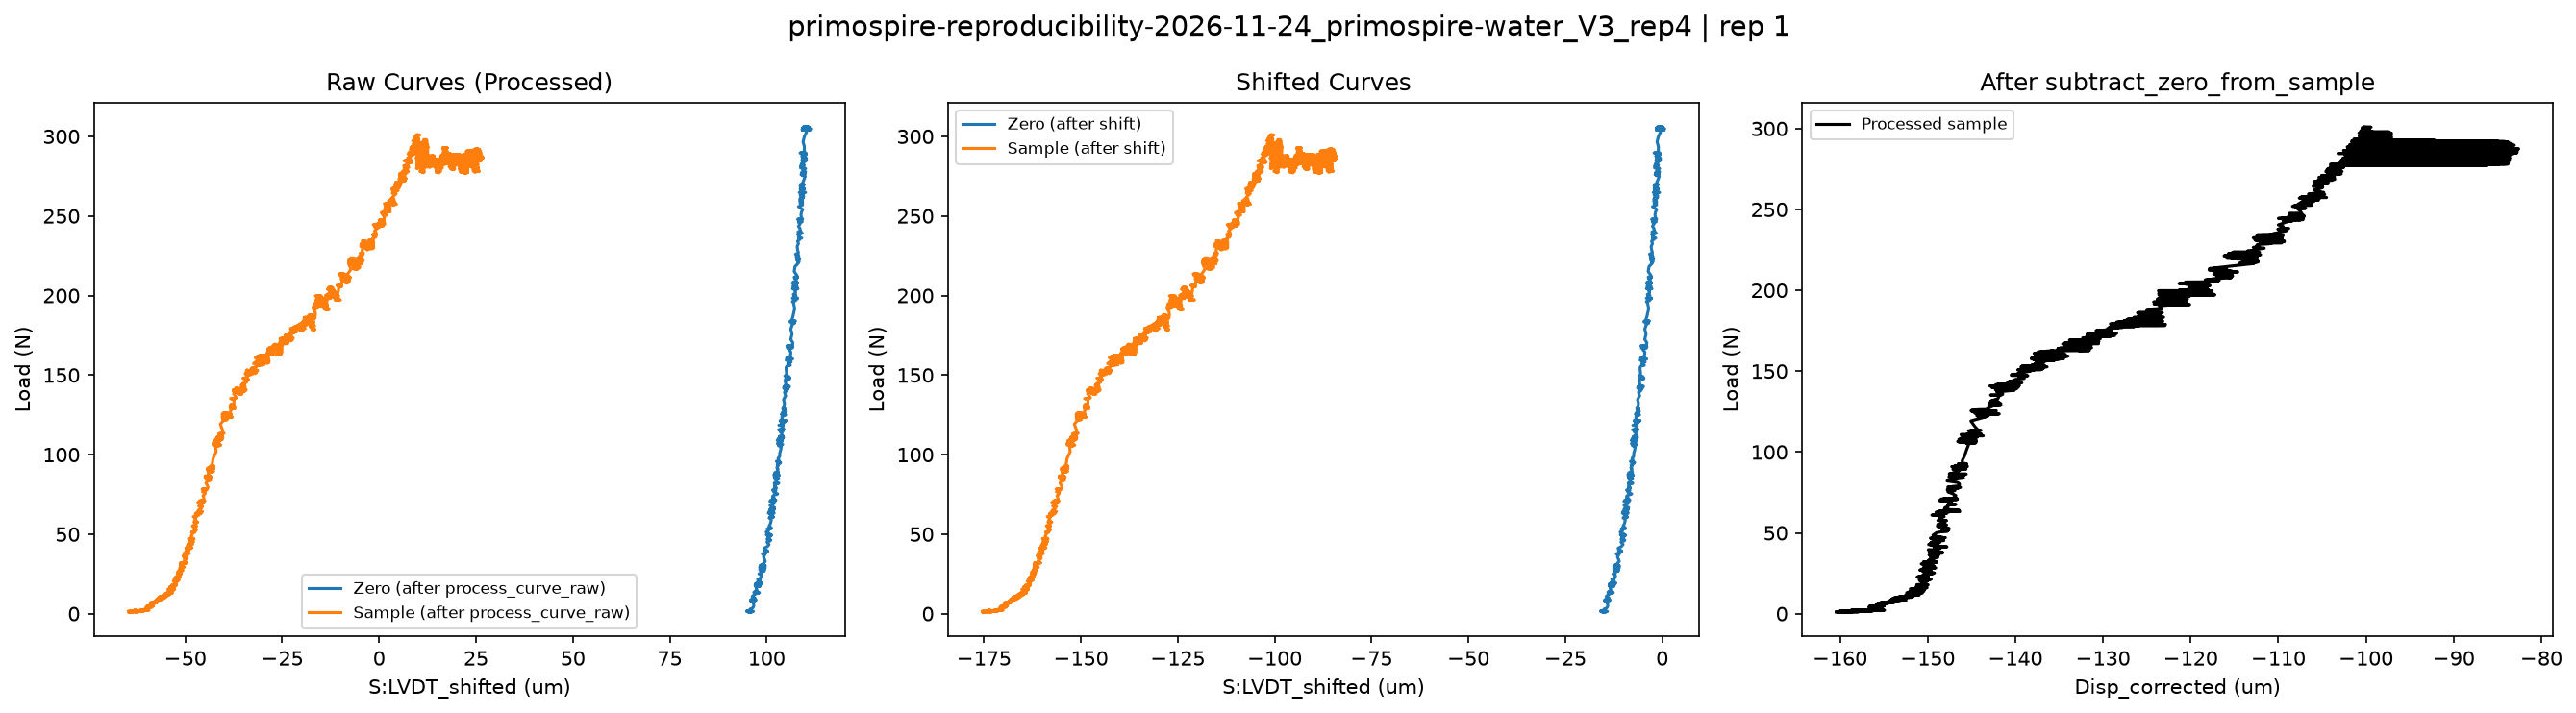 primospire-reproducibility-2026-11-24_primospire-water_V3_rep4 | rep 1
Raw Curves (Processed)
Load (N)
300
250
200
150
100
50
0
Zero (after process_curve_raw)
Sample (after process_curve_raw)
−50 −25 0 25 50 75 100
S:LVDT_shifted (um)
Shifted Curves
Load (N)
300
250
200
150
100
50
0
Zero (after shift)
Sample (after shift)
−175 −150 −125 −100 −75 −50 −25 0
S:LVDT_shifted (um)
After subtract_zero_from_sample
Load (N)
300
250
200
150
100
50
0
Processed sample
−160 −150 −140 −130 −120 −110 −100 −90 −80
Disp_corrected (um)